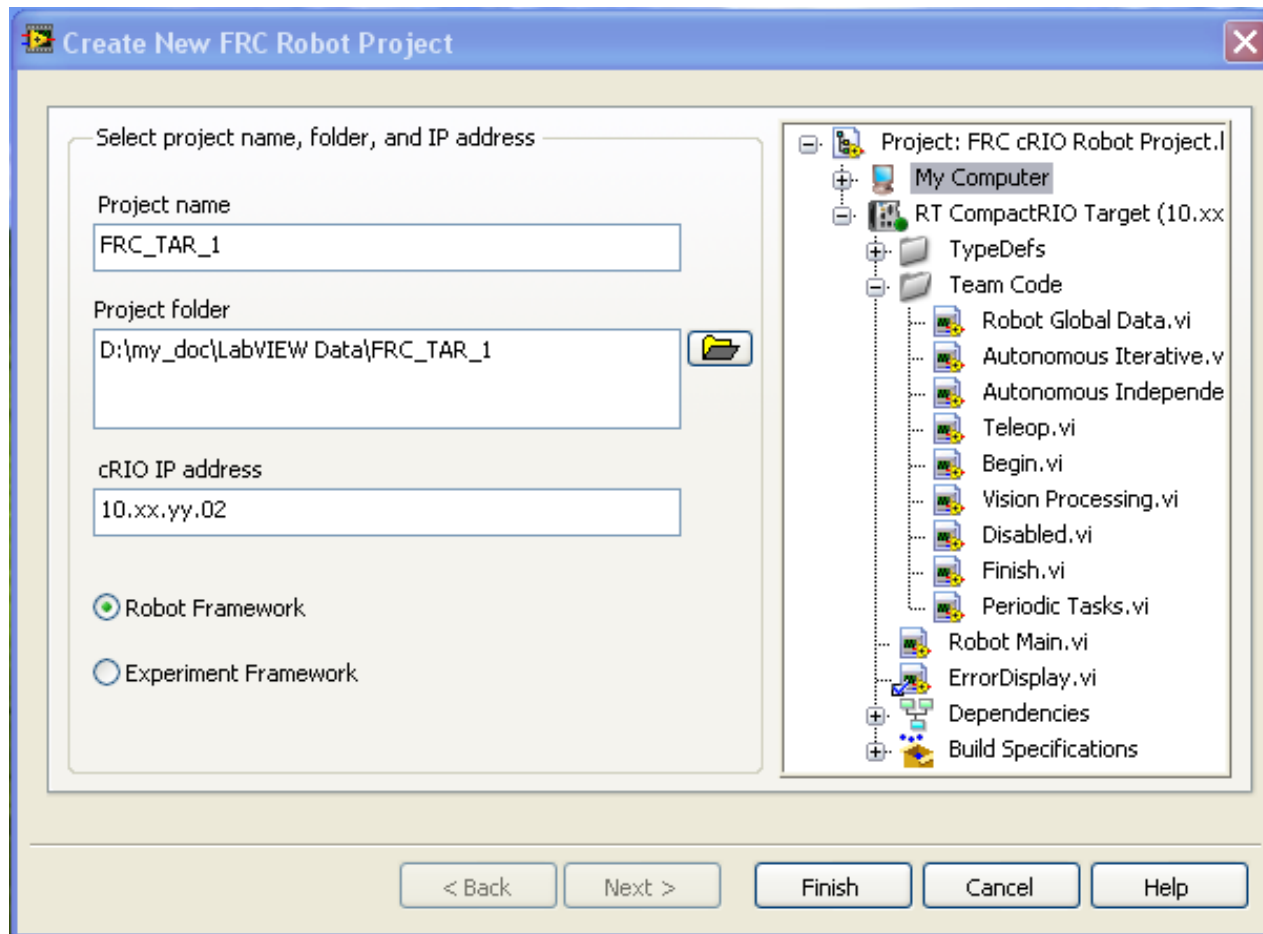 Create New FRC Robot Project
Select project name, folder, and IP address
Project name
FRC_TAR_1
Project folder
D:\my_doc\LabVIEW Data\FRC_TAR_1
cRIO IP address
10.xx.yy.02
Robot Framework
Experiment Framework
Project: FRC cRIO Robot Project.l
My Computer
RT CompactRIO Target (10.xx
TypeDefs
Team Code
Robot Global Data.vi
Autonomous Iterative.v
Autonomous Independe
Teleop.vi
Begin.vi
Vision Processing.vi
Disabled.vi
Finish.vi
Periodic Tasks.vi
Robot Main.vi
ErrorDisplay.vi
Dependencies
Build Specifications
< Back Next > Finish Cancel Help